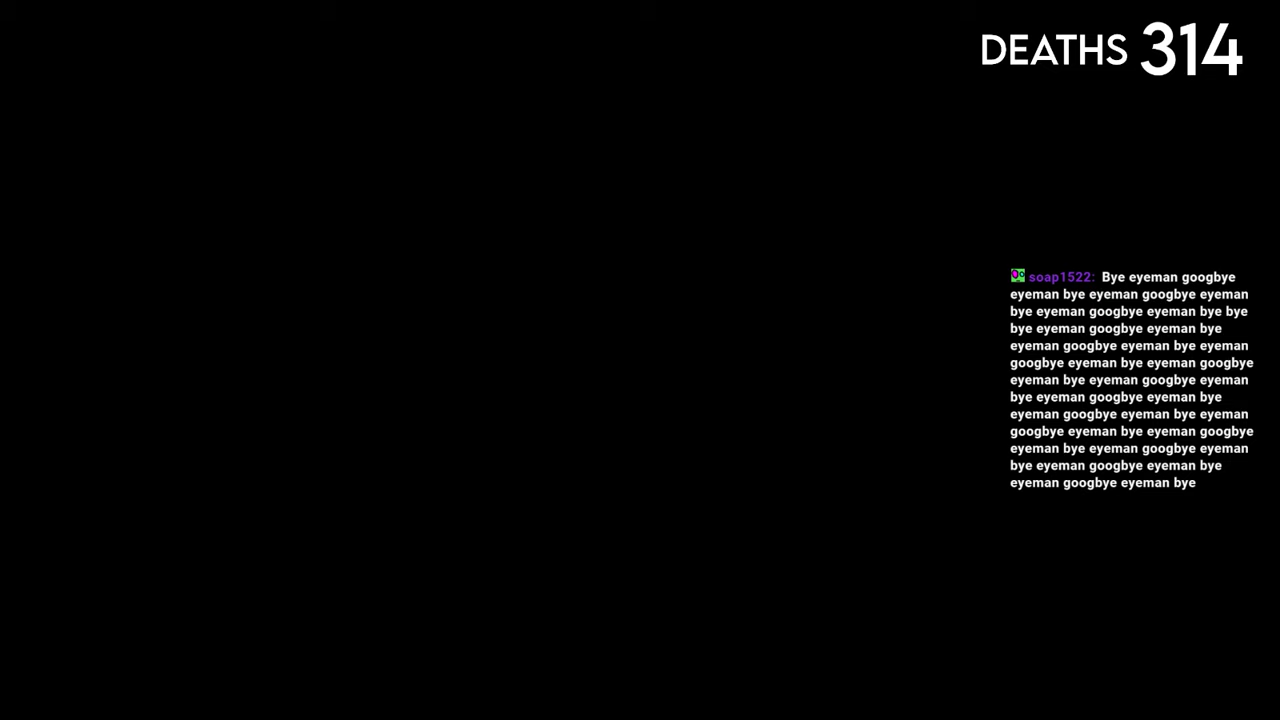 DEATHS 314
soap1522: Bye eyeman googbye
eyeman bye eyeman googbye eyeman
bye eyeman googbye eyeman bye bye
bye eyeman googbye eyeman bye
eyeman googbye eyeman bye eyeman
googbye eyeman bye eyeman googbye
eyeman bye eyeman googbye eyeman
bye eyeman googbye eyeman bye
eyeman googbye eyeman bye eyeman
googbye eyeman bye eyeman googbye
eyeman bye eyeman googbye eyeman
bye eyeman googbye eyeman bye
eyeman googbye eyeman bye